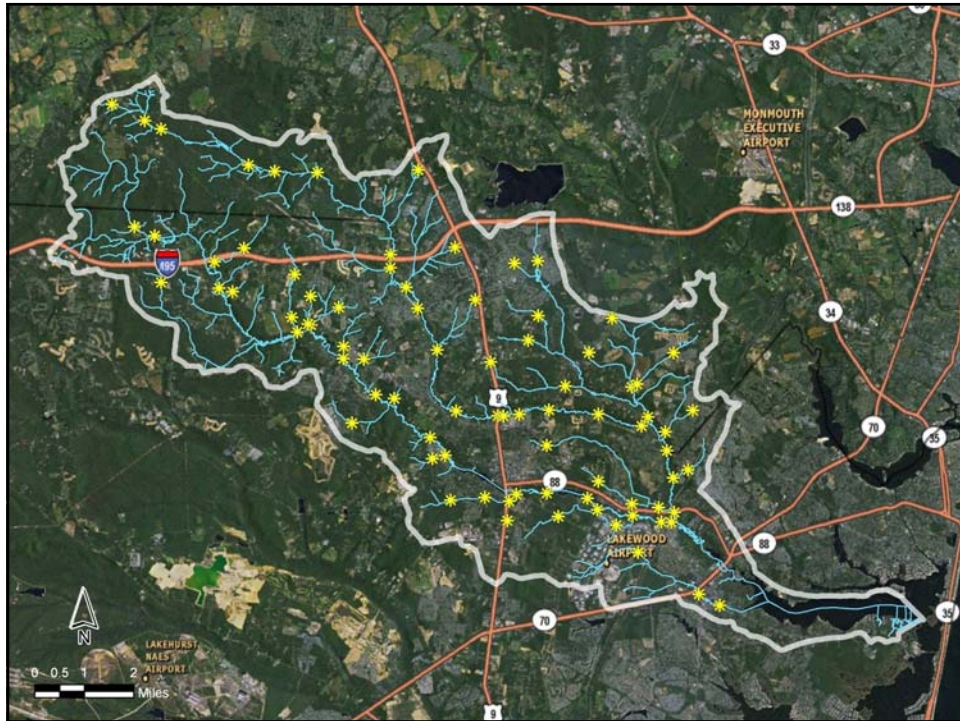 33
MONMOUTH
EXECUTIVE
AIRPORT
138
195
34
9
70
35
88
LAKEWOOD
AIRPORT
88
70
35
N
LAKEHURST
NAES
AIRPORT
0 0.5 1 2
Miles
9